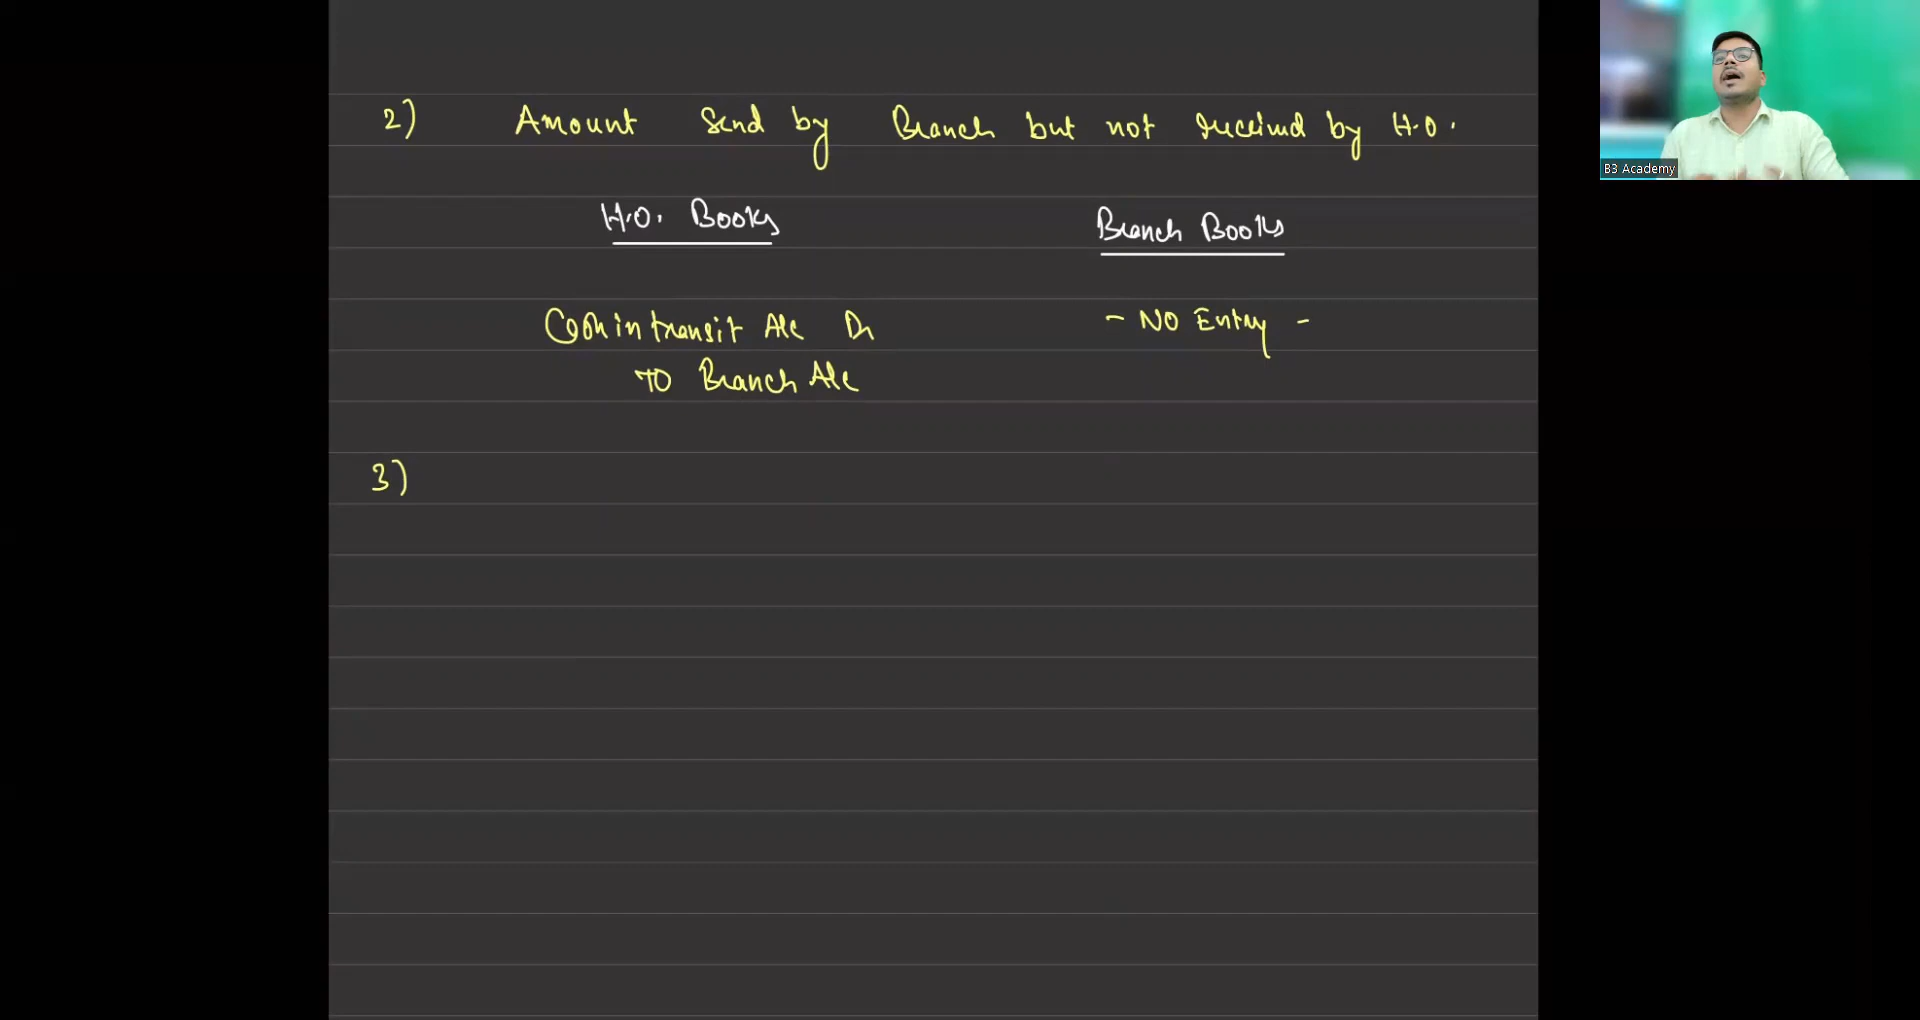 2) Amount Send by Branch but not received by H.O.
H.O. Books
Branch Books
Cash in transit A/c Dr
- NO Entry -
TO Branch A/c
3)
B3 Academy